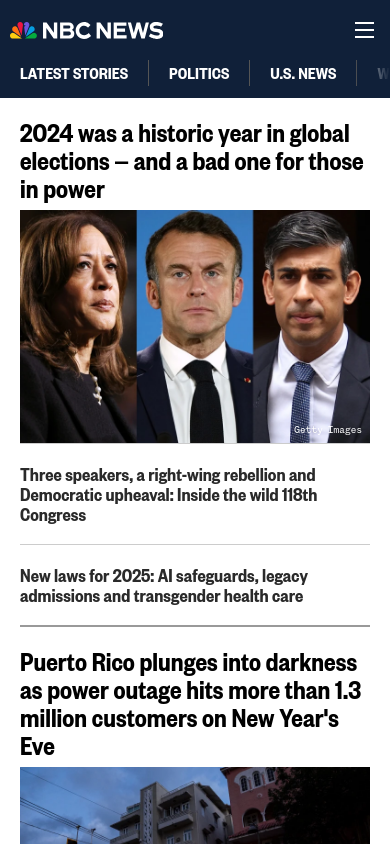 NBC NEWS
LATEST STORIES
POLITICS
U.S. NEWS
2024 was a historic year in global
elections — and a bad one for those
in power
Getty Images
Three speakers, a right-wing rebellion and
Democratic upheaval: Inside the wild 118th
Congress
New laws for 2025: AI safeguards, legacy
admissions and transgender health care
Puerto Rico plunges into darkness
as power outage hits more than 1.3
million customers on New Year's
Eve